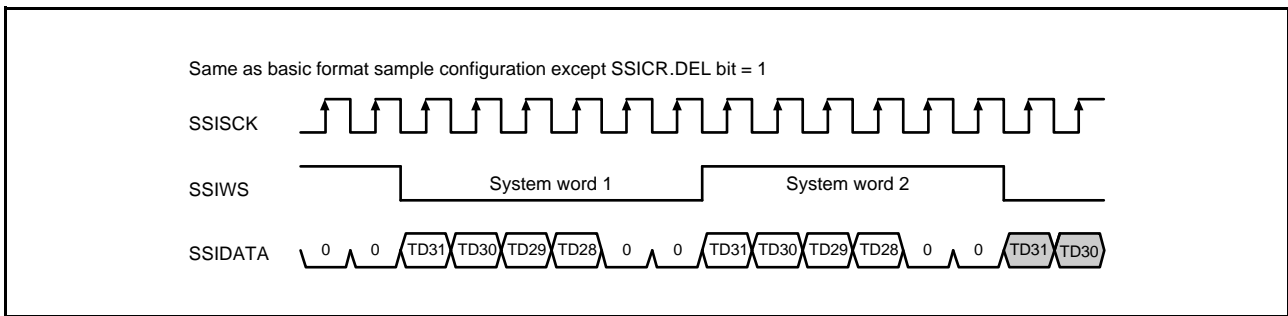 Same as basic format sample configuration except SSICR.DEL bit = 1
SSISCK
SSIWS System word 1 System word 2
SSIDATA 0 0 TD31 TD30 TD29 TD28 0 0 TD31 TD30 TD29 TD28 0 0 TD31 TD30